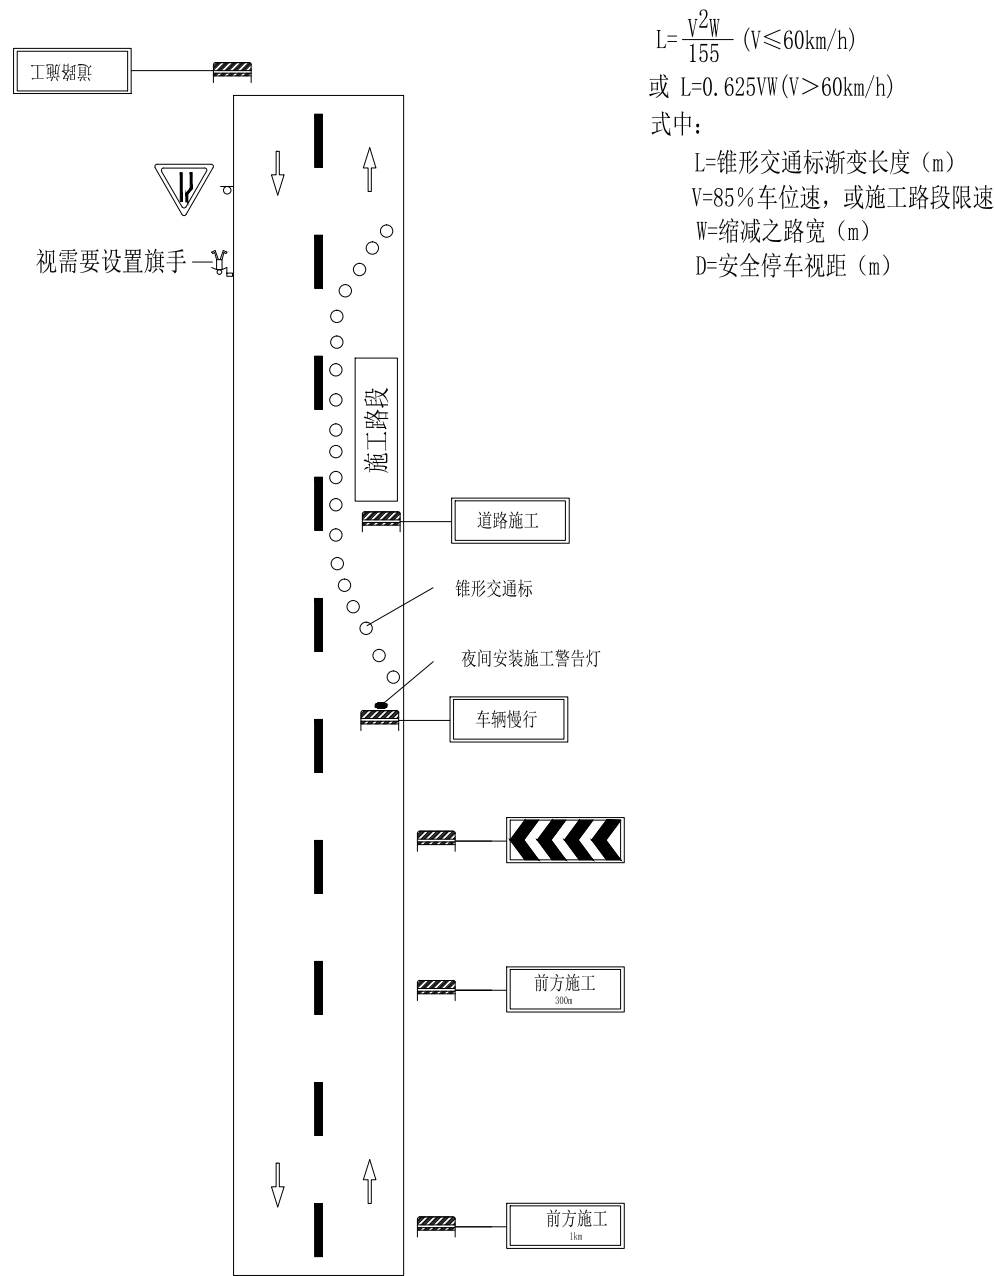 L=V²W/155 (V≤60km/h)
或 L=0.625VW(V＞60km/h)
式中：
L=锥形交通标渐变长度（m）
V=85%车位速，或施工路段限速
W=缩减之路宽（m）
D=安全停车视距（m）
道路施工
视需要设置旗手
施工路段
道路施工
锥形交通标
夜间安装施工警告灯
车辆慢行
前方施工
300m
前方施工
1km